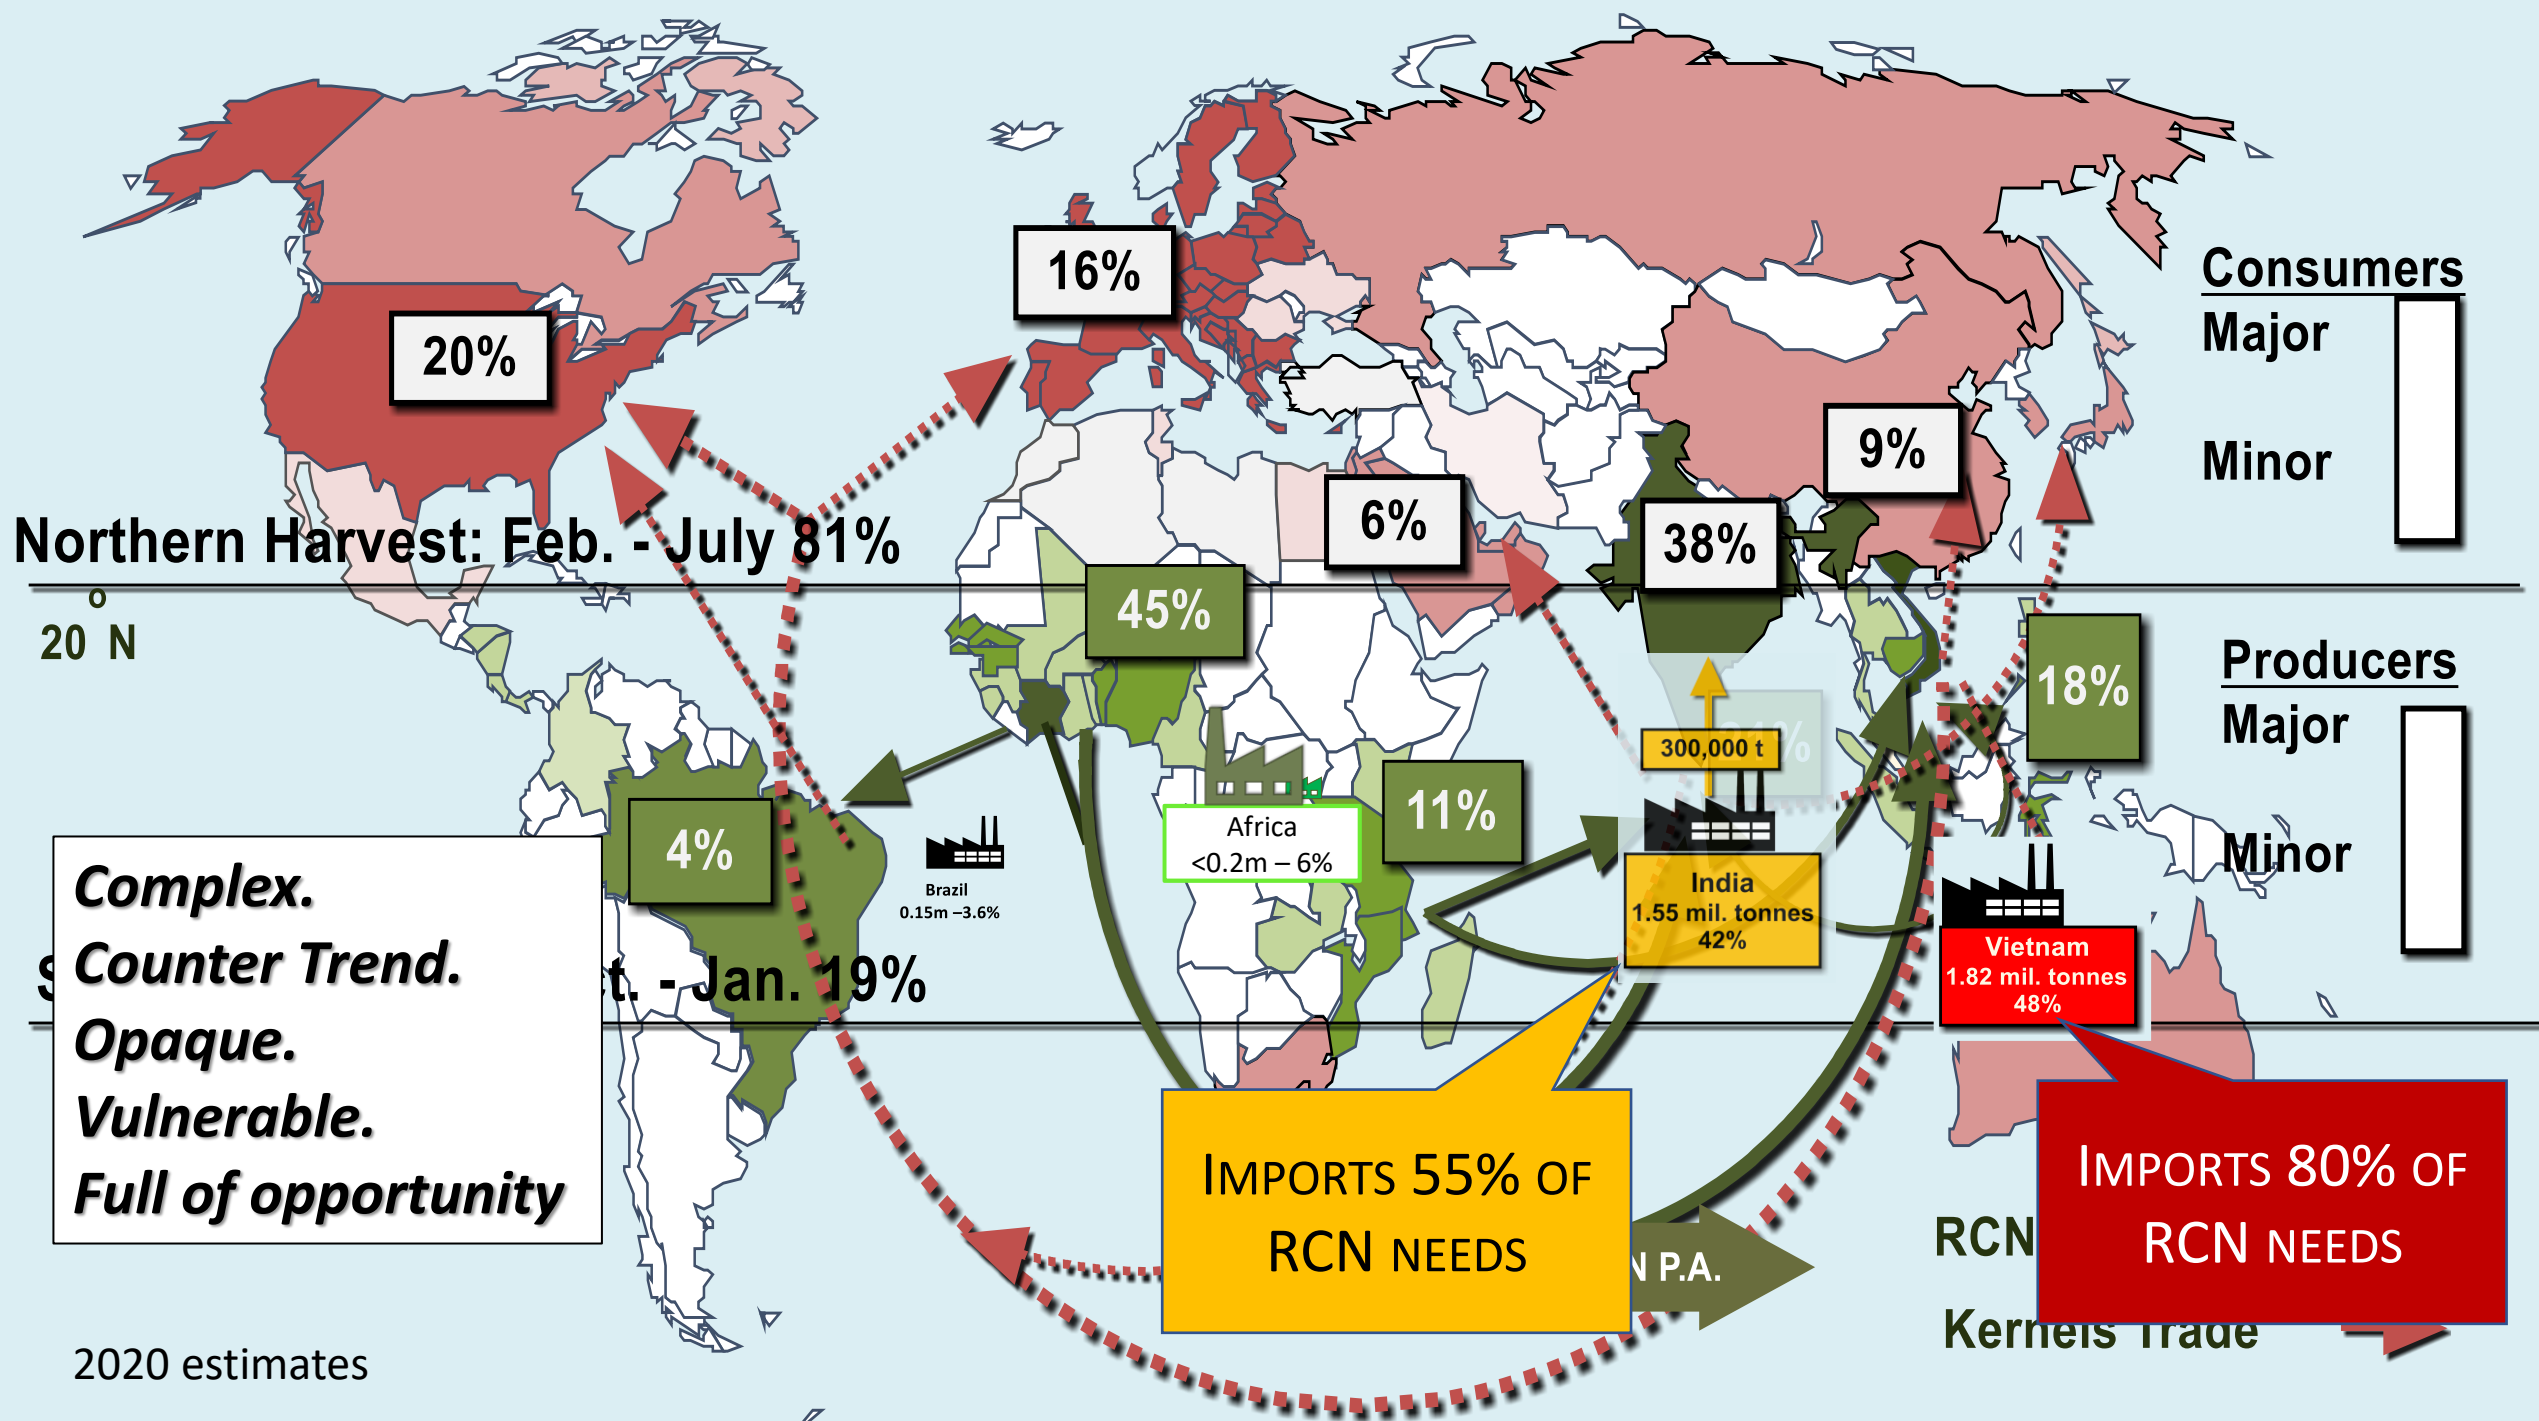 Consumers
Major
Minor
16%
20%
9%
6%
38%
Northern Harvest: Feb. - July 81%
o
20 N
45%
18%
Producers
Major
Minor
300,000 t
11%
4%
Africa
<0.2m – 6%
Brazil
0.15m –3.6%
India
1.55 mil. tonnes
42%
Vietnam
1.82 mil. tonnes
48%
Complex.
Counter Trend.
Opaque.
Vulnerable.
Full of opportunity
t. - Jan. 19%
IMPORTS 55% OF
RCN NEEDS
IMPORTS 80% OF
RCN NEEDS
N P.A.
RCN
Kernels Trade
2020 estimates